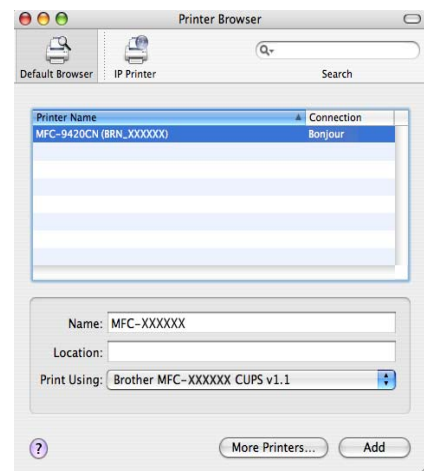 Printer Browser
Default Browser IP Printer Search
Printer Name Connection
MFC-9420CN (BRN_XXXXXX) Bonjour
Name: MFC-XXXXXX
Location:
Print Using: Brother MFC-XXXXXX CUPS v1.1
? More Printers... Add